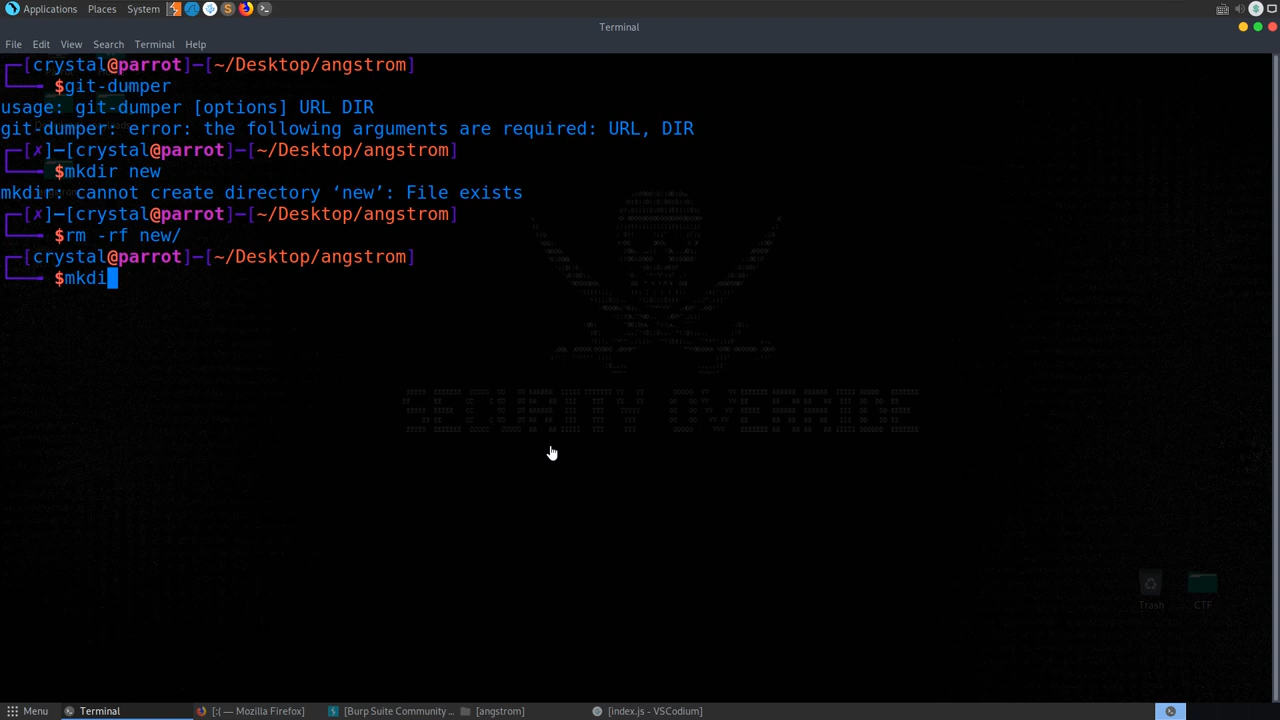 Applications Places System
Terminal
File Edit View Search Terminal Help
┌─[crystal@parrot]─[~/Desktop/angstrom]
└──╼ $git-dumper
usage: git-dumper [options] URL DIR
git-dumper: error: the following arguments are required: URL, DIR
┌─[✗]─[crystal@parrot]─[~/Desktop/angstrom]
└──╼ $mkdir new
mkdir: cannot create directory ‘new’: File exists
┌─[✗]─[crystal@parrot]─[~/Desktop/angstrom]
└──╼ $rm -rf new/
┌─[crystal@parrot]─[~/Desktop/angstrom]
└──╼ $mkdi
Trash CTF
Menu Terminal [:( — Mozilla Firefox] [Burp Suite Community ... [angstrom] [index.js - VSCodium]